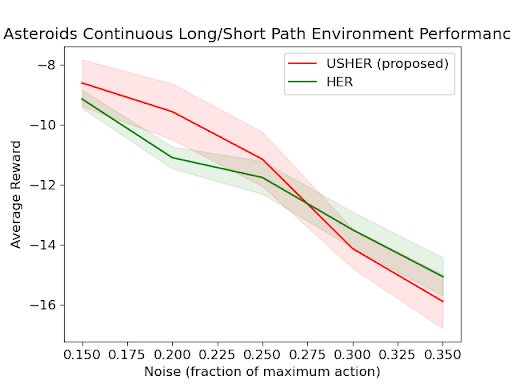 Asteroids Continuous Long/Short Path Environment Performanc
USHER (proposed)
HER
Average Reward
−8
−10
−12
−14
−16
0.150 0.175 0.200 0.225 0.250 0.275 0.300 0.325 0.350
Noise (fraction of maximum action)